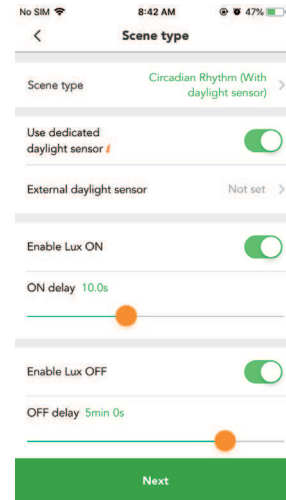 No SIM 8:42 AM 47%
Scene type
Scene type Circadian Rhythm (With
daylight sensor)
Use dedicated
daylight sensor i
External daylight sensor Not set
Enable Lux ON
ON delay 10.0s
Enable Lux OFF
OFF delay 5min 0s
Next